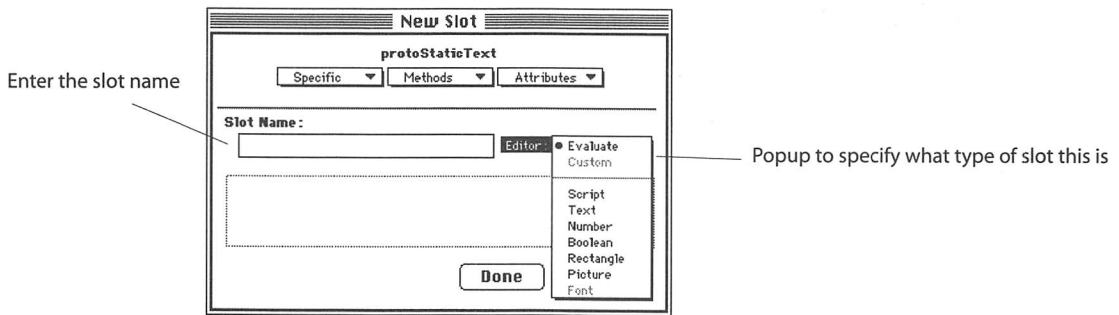 New Slot
protoStaticText
Specific Methods Attributes
Enter the slot name
Slot Name:
Editor: Evaluate
Custom
Popup to specify what type of slot this is
Script
Text
Number
Boolean
Rectangle
Picture
Font
Done